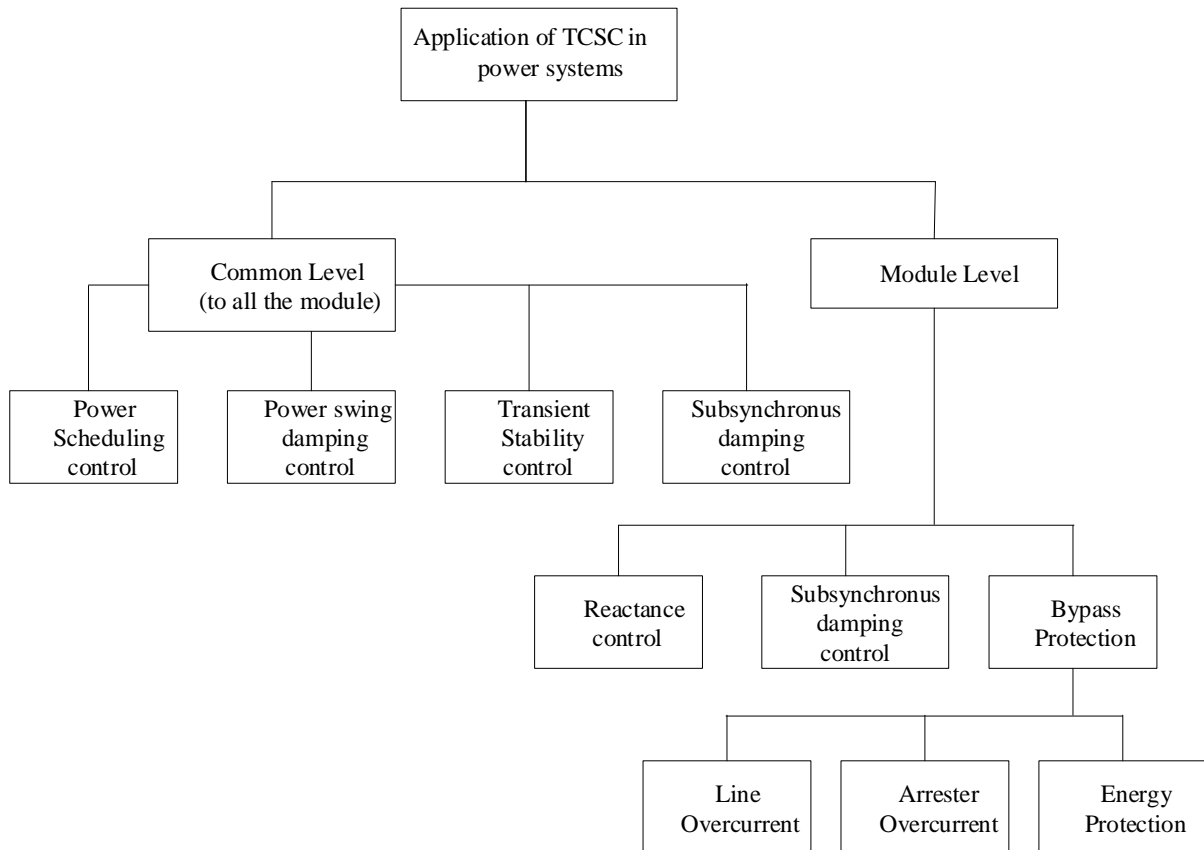 Application of TCSC in
power systems
Common Level
(to all the module)
Module Level
Power
Scheduling
control
Power swing
damping
control
Transient
Stability
control
Subsynchronus
damping
control
Reactance
control
Subsynchronus
damping
control
Bypass
Protection
Line
Overcurrent
Arrester
Overcurrent
Energy
Protection